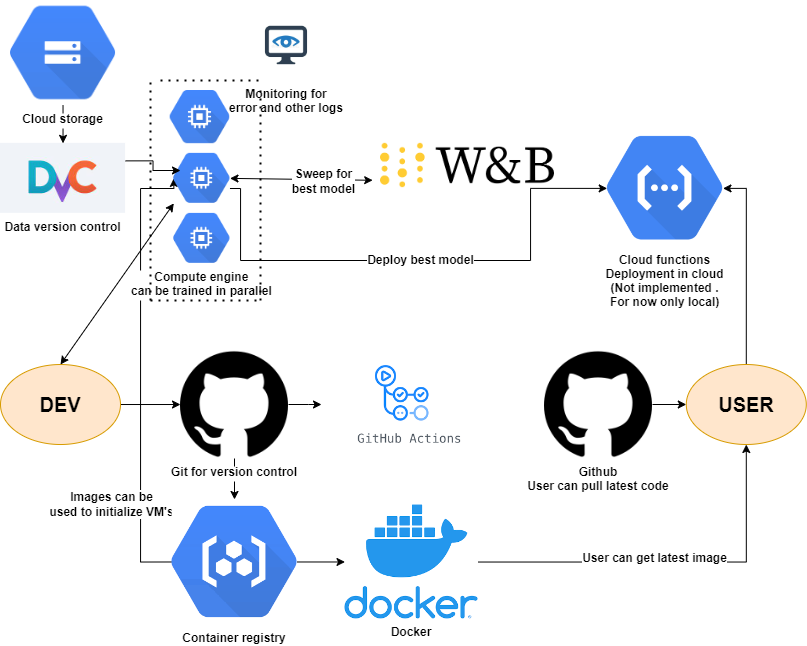 Cloud storage
DVC
Data version control
Monitoring for
error and other logs
Compute engine
can be trained in parallel
Sweep for
best model
W&B
Deploy best model
Cloud functions
Deployment in cloud
(Not implemented .
For now only local)
DEV
Git for version control
GitHub Actions
Github
User can pull latest code
USER
Images can be
used to initialize VM's
Container registry
docker
Docker
User can get latest image